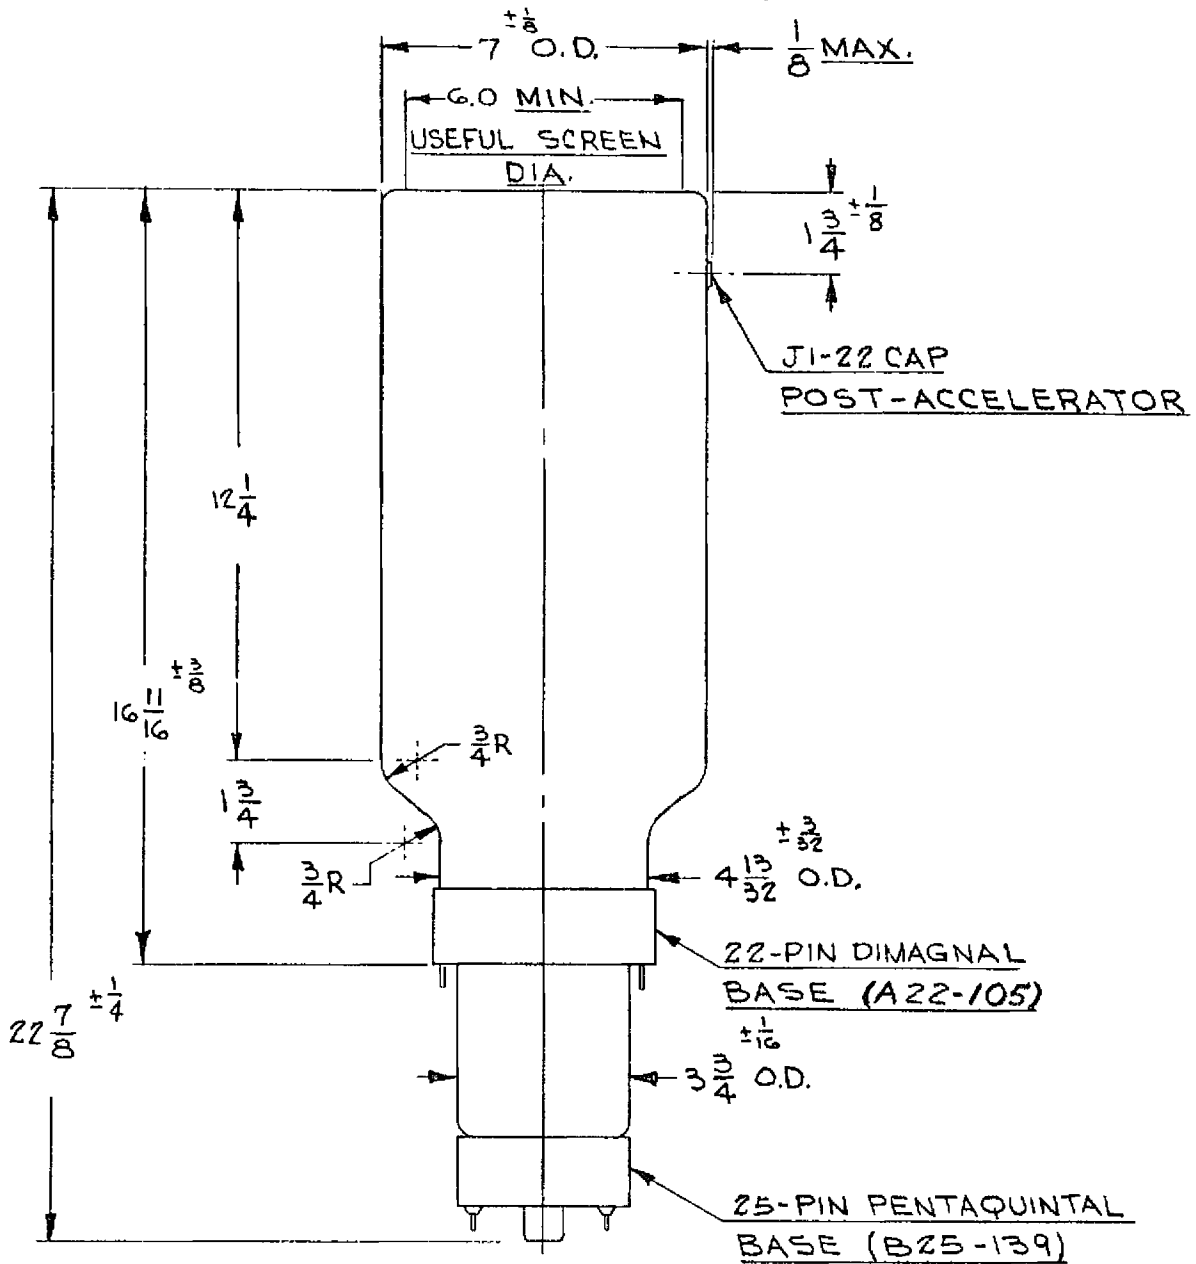 7 ±1/8 O.D.
1/8 MAX.
6.0 MIN.
USEFUL SCREEN
DIA.
1 3/4 ±1/8
J1-22 CAP
POST-ACCELERATOR
12 1/4
16 11/16 ±3/8
3/4 R
1 3/4
3/4 R
4 13/32 ±3/32 O.D.
22-PIN DIMAGNAL
BASE (A22-105)
22 7/8 ±1/4
3 3/4 ±1/16 O.D.
25-PIN PENTAQUINTAL
BASE (B25-139)